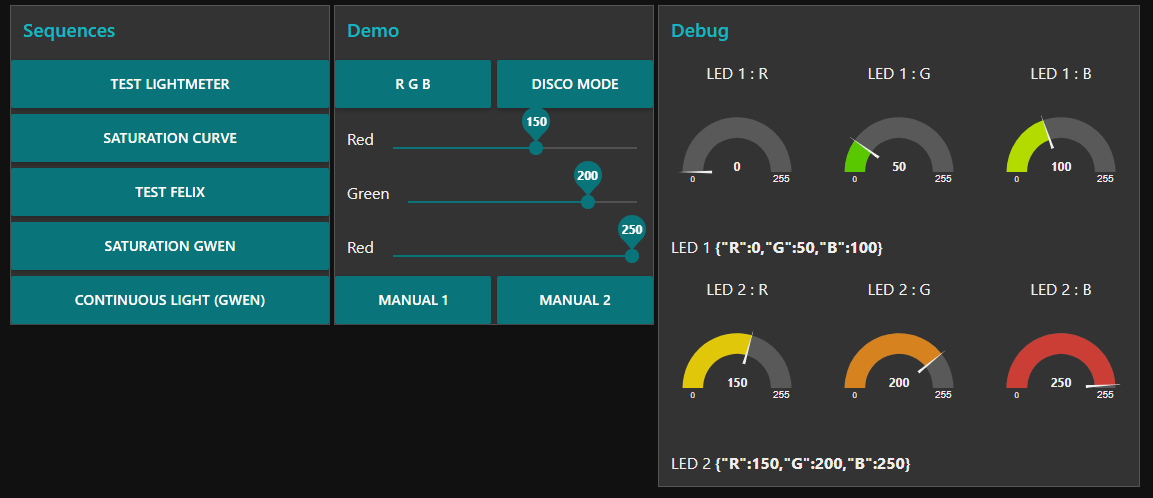 Sequences
TEST LIGHTMETER
SATURATION CURVE
TEST FELIX
SATURATION GWEN
CONTINUOUS LIGHT (GWEN)
Demo
R G B DISCO MODE
150
Red
200
Green
250
Red
MANUAL 1 MANUAL 2
Debug
LED 1 : R LED 1 : G LED 1 : B
0 50 100
0 255 0 255 0 255
LED 1 {"R":0,"G":50,"B":100}
LED 2 : R LED 2 : G LED 2 : B
150 200 250
0 255 0 255 0 255
LED 2 {"R":150,"G":200,"B":250}